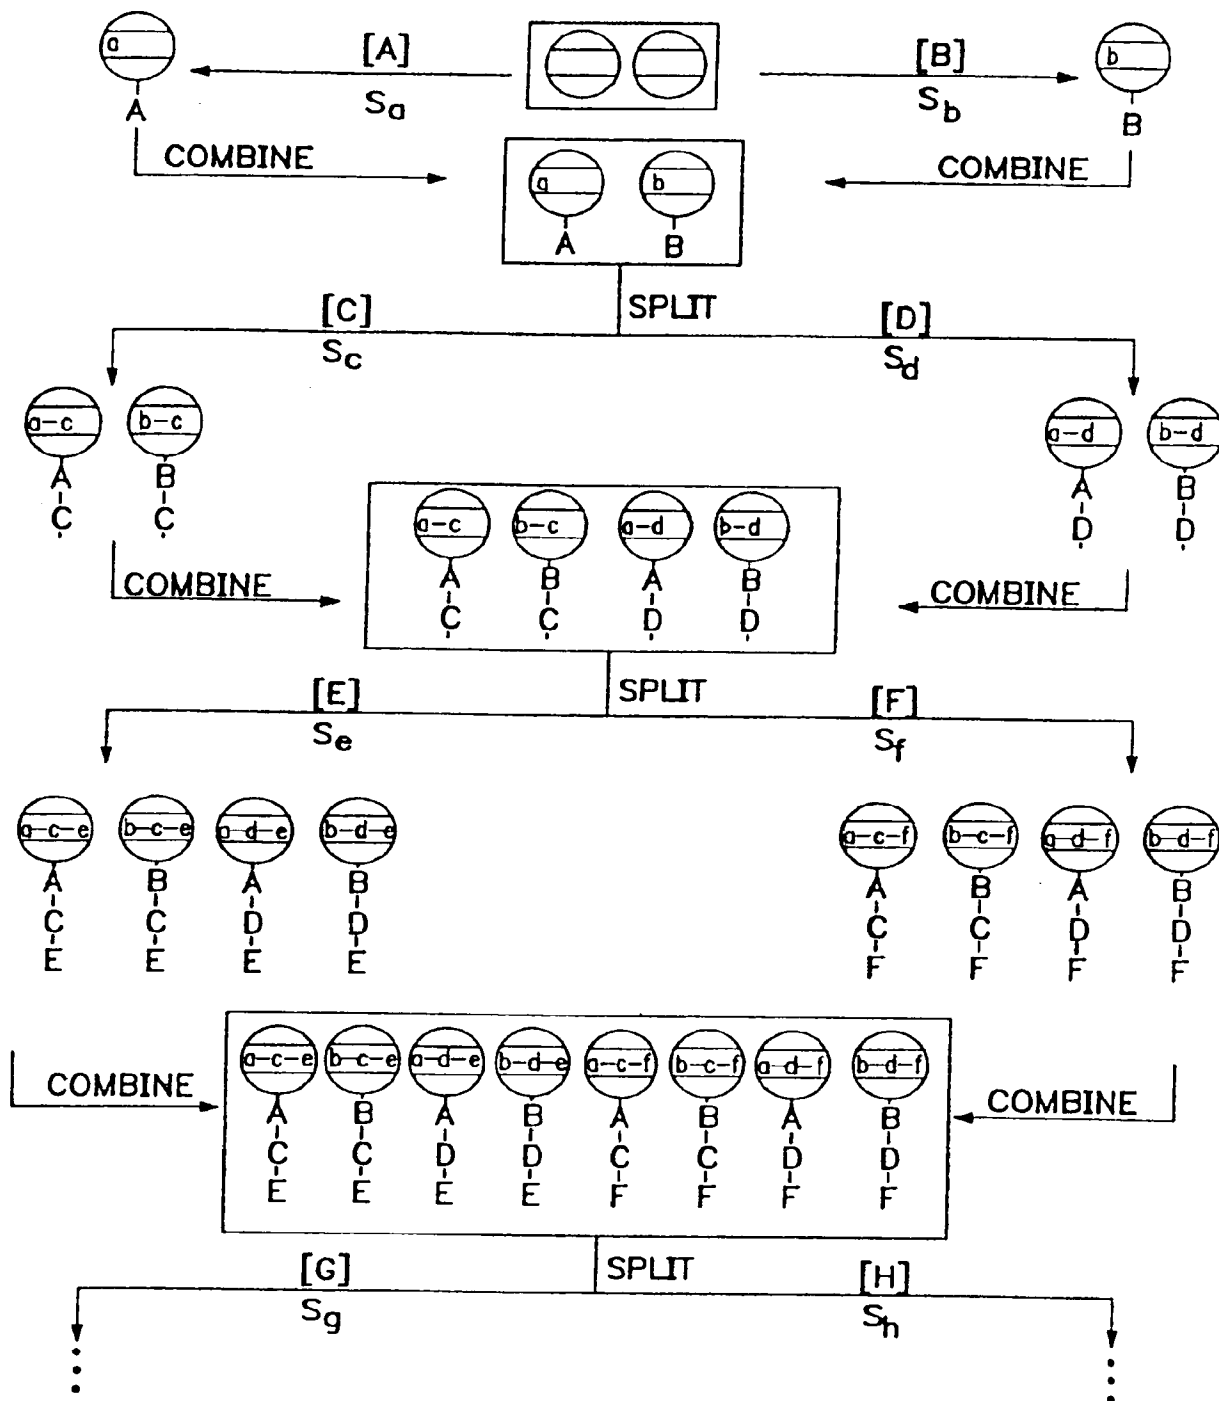 a [A] [B] b
A Sa Sb B
COMBINE a b COMBINE
A B
[C] SPLIT [D]
Sc Sd
a-c b-c a-d b-d
A B A B
C C D D
a-c b-c a-d b-d
COMBINE A B A B COMBINE
C C D D
[E] SPLIT [F]
Se Sf
a-c-e b-c-e a-d-e b-d-e a-c-f b-c-f a-d-f b-d-f
A B A B A B A B
C C D D C C D D
E E E E F F F F
a-c-e b-c-e a-d-e b-d-e a-c-f b-c-f a-d-f b-d-f
COMBINE A B A B A B A B COMBINE
C C D D C C D D
E E E E F F F F
[G] SPLIT [H]
Sg Sh